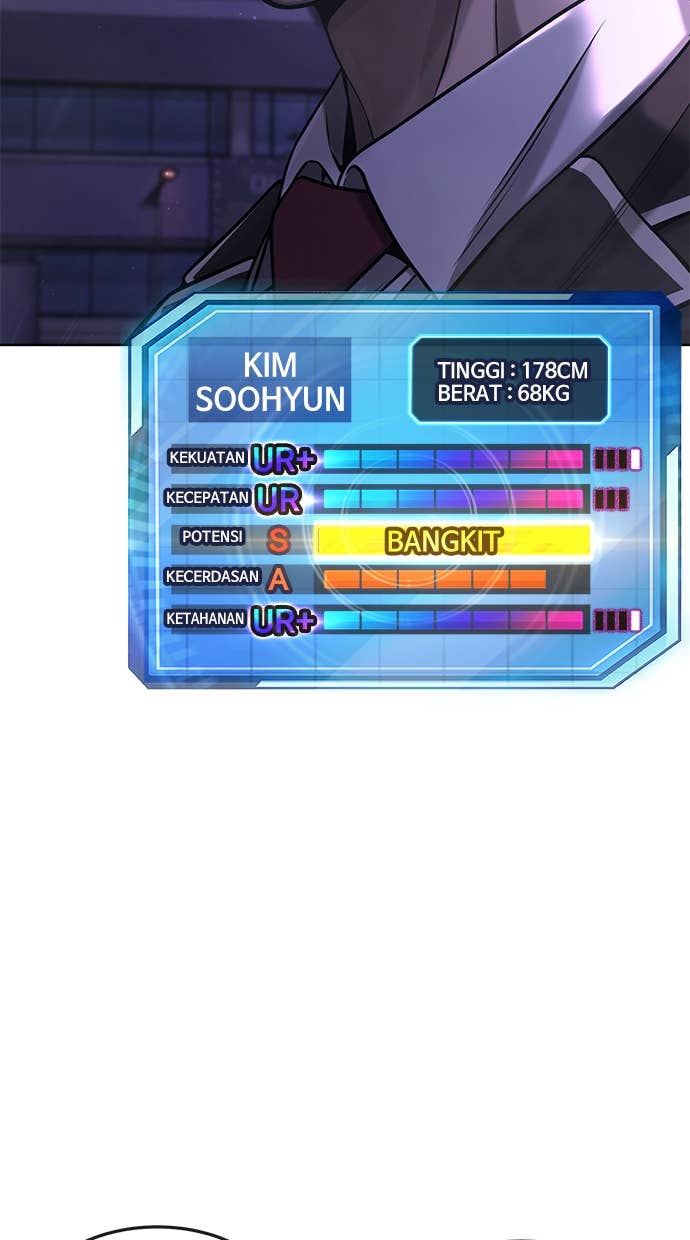 KIM
SOOHYUN
TINGGI : 178CM
BERAT : 68KG
KEKUATAN UR+
KECEPATAN UR
POTENSI S BANGKIT
KECERDASAN A
KETAHANAN UR+